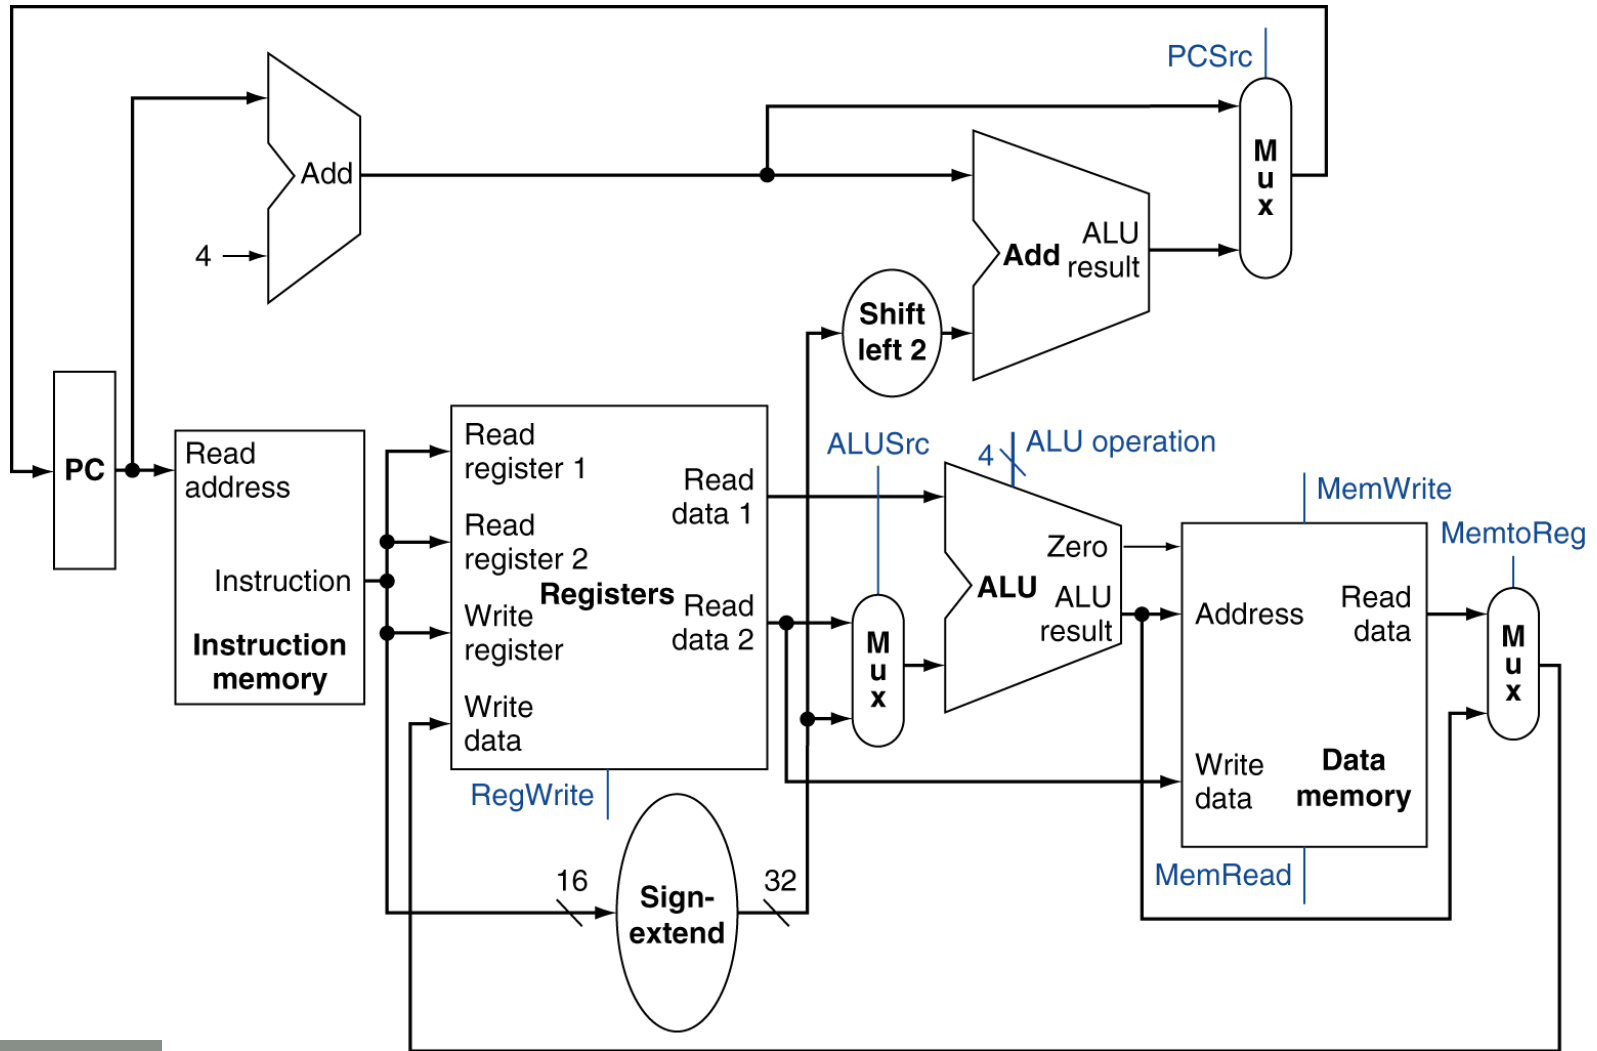 PCSrc
M
u
x
Add
4
Add
ALU
result
Shift
left 2
PC
Read
address
Instruction
Instruction
memory
Read
register 1
Read
register 2
Write
register
Write
data
Registers
Read
data 1
Read
data 2
RegWrite
16
Sign-
extend
32
ALUSrc
M
u
x
4
ALU operation
Zero
ALU
ALU
result
MemWrite
Address
Read
data
Write
data
Data
memory
MemRead
MemtoReg
M
u
x